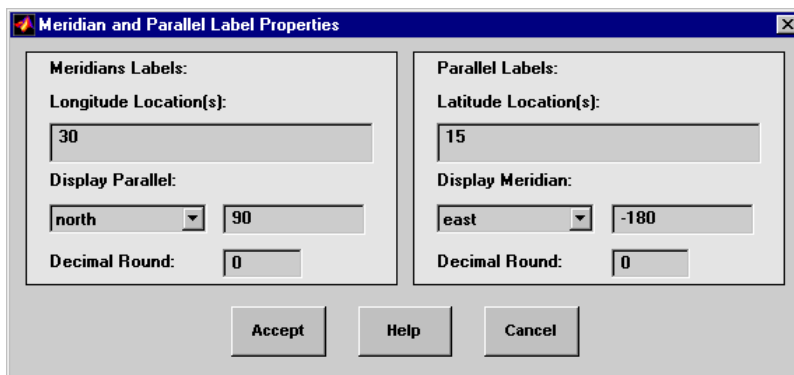 Meridian and Parallel Label Properties
Meridians Labels:
Longitude Location(s):
30
Display Parallel:
north
90
Decimal Round:
0
Parallel Labels:
Latitude Location(s):
15
Display Meridian:
east
-180
Decimal Round:
0
Accept
Help
Cancel